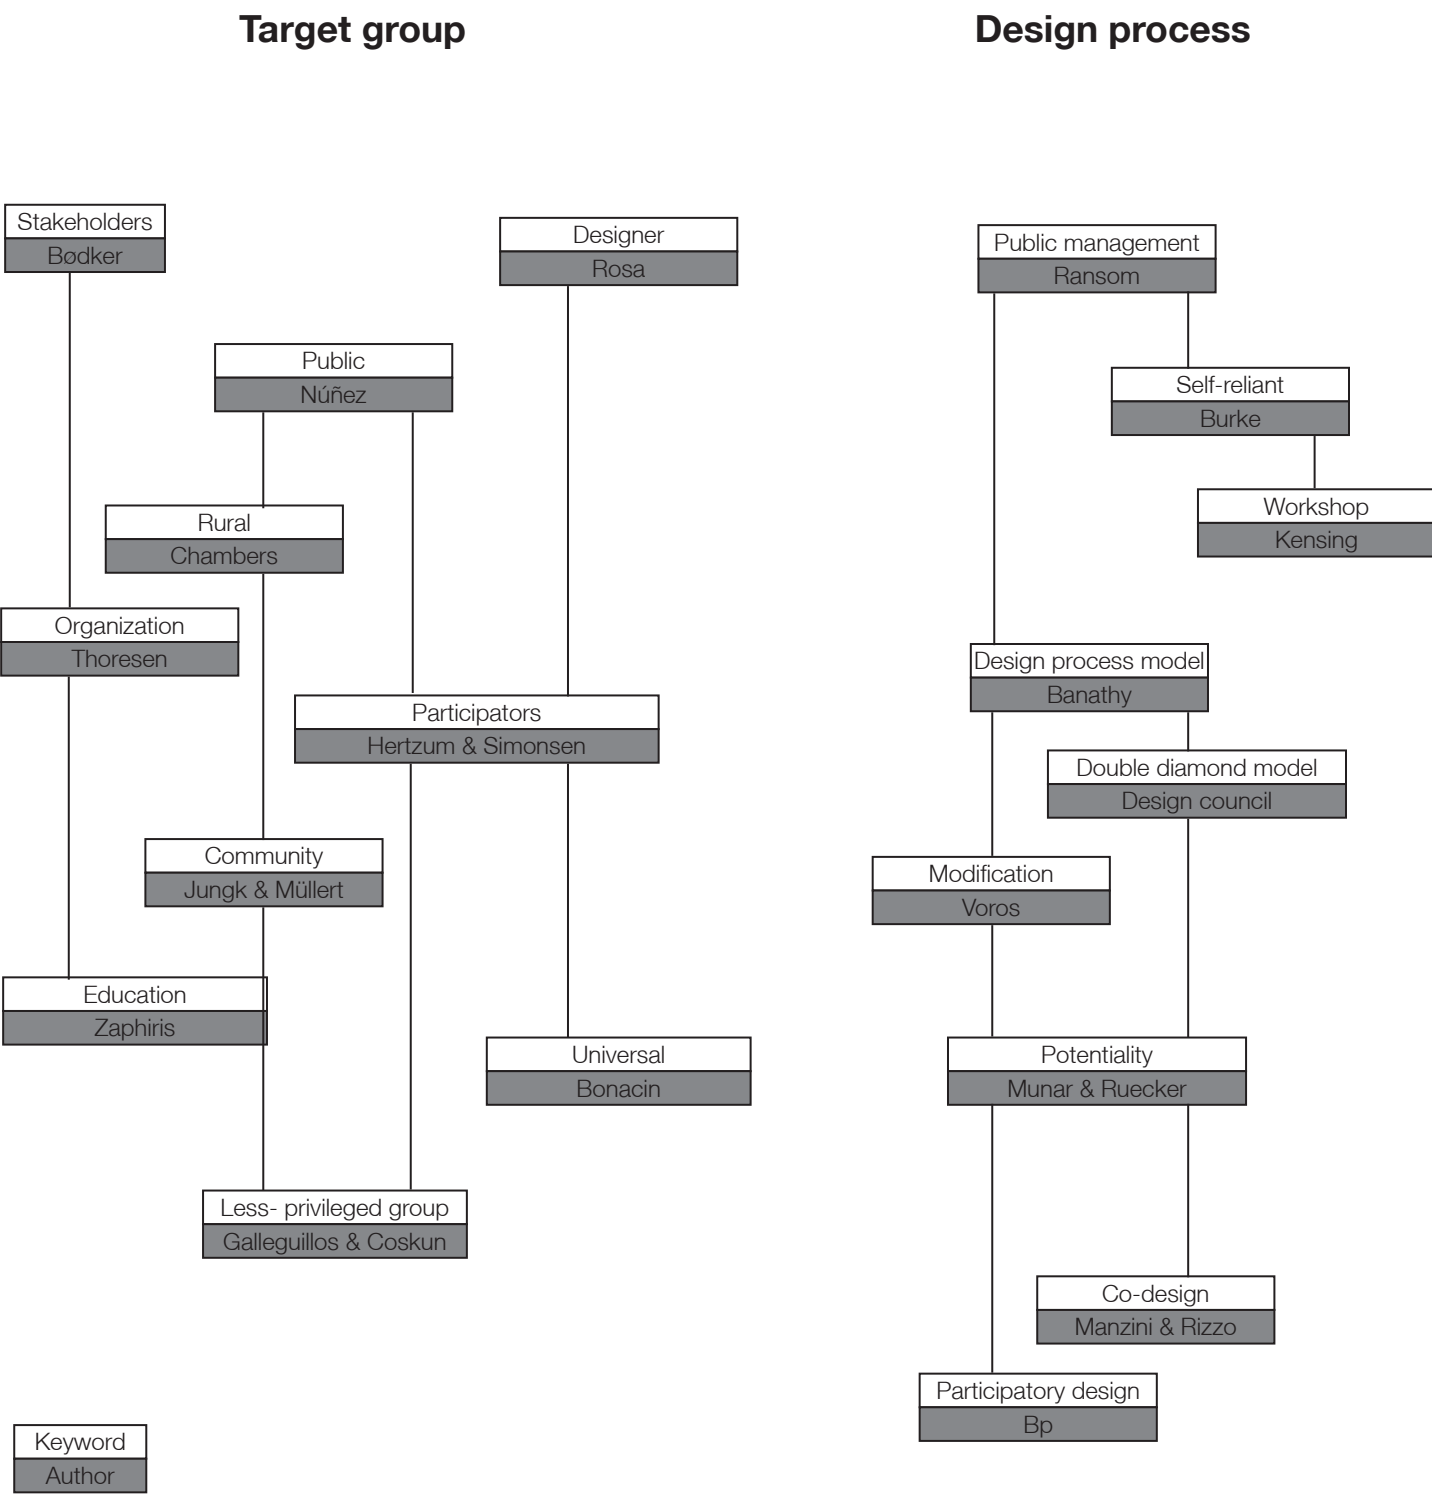 Target group
Design process
Stakeholders
Bødker
Designer
Rosa
Public management
Ransom
Public
Núñez
Self-reliant
Burke
Workshop
Kensing
Rural
Chambers
Organization
Thoresen
Participators
Hertzum & Simonsen
Design process model
Banathy
Double diamond model
Design council
Community
Jungk & Müllert
Modification
Voros
Education
Zaphiris
Universal
Bonacin
Potentiality
Munar & Ruecker
Less- privileged group
Galleguillos & Coskun
Co-design
Manzini & Rizzo
Participatory design
Bp
Keyword
Author